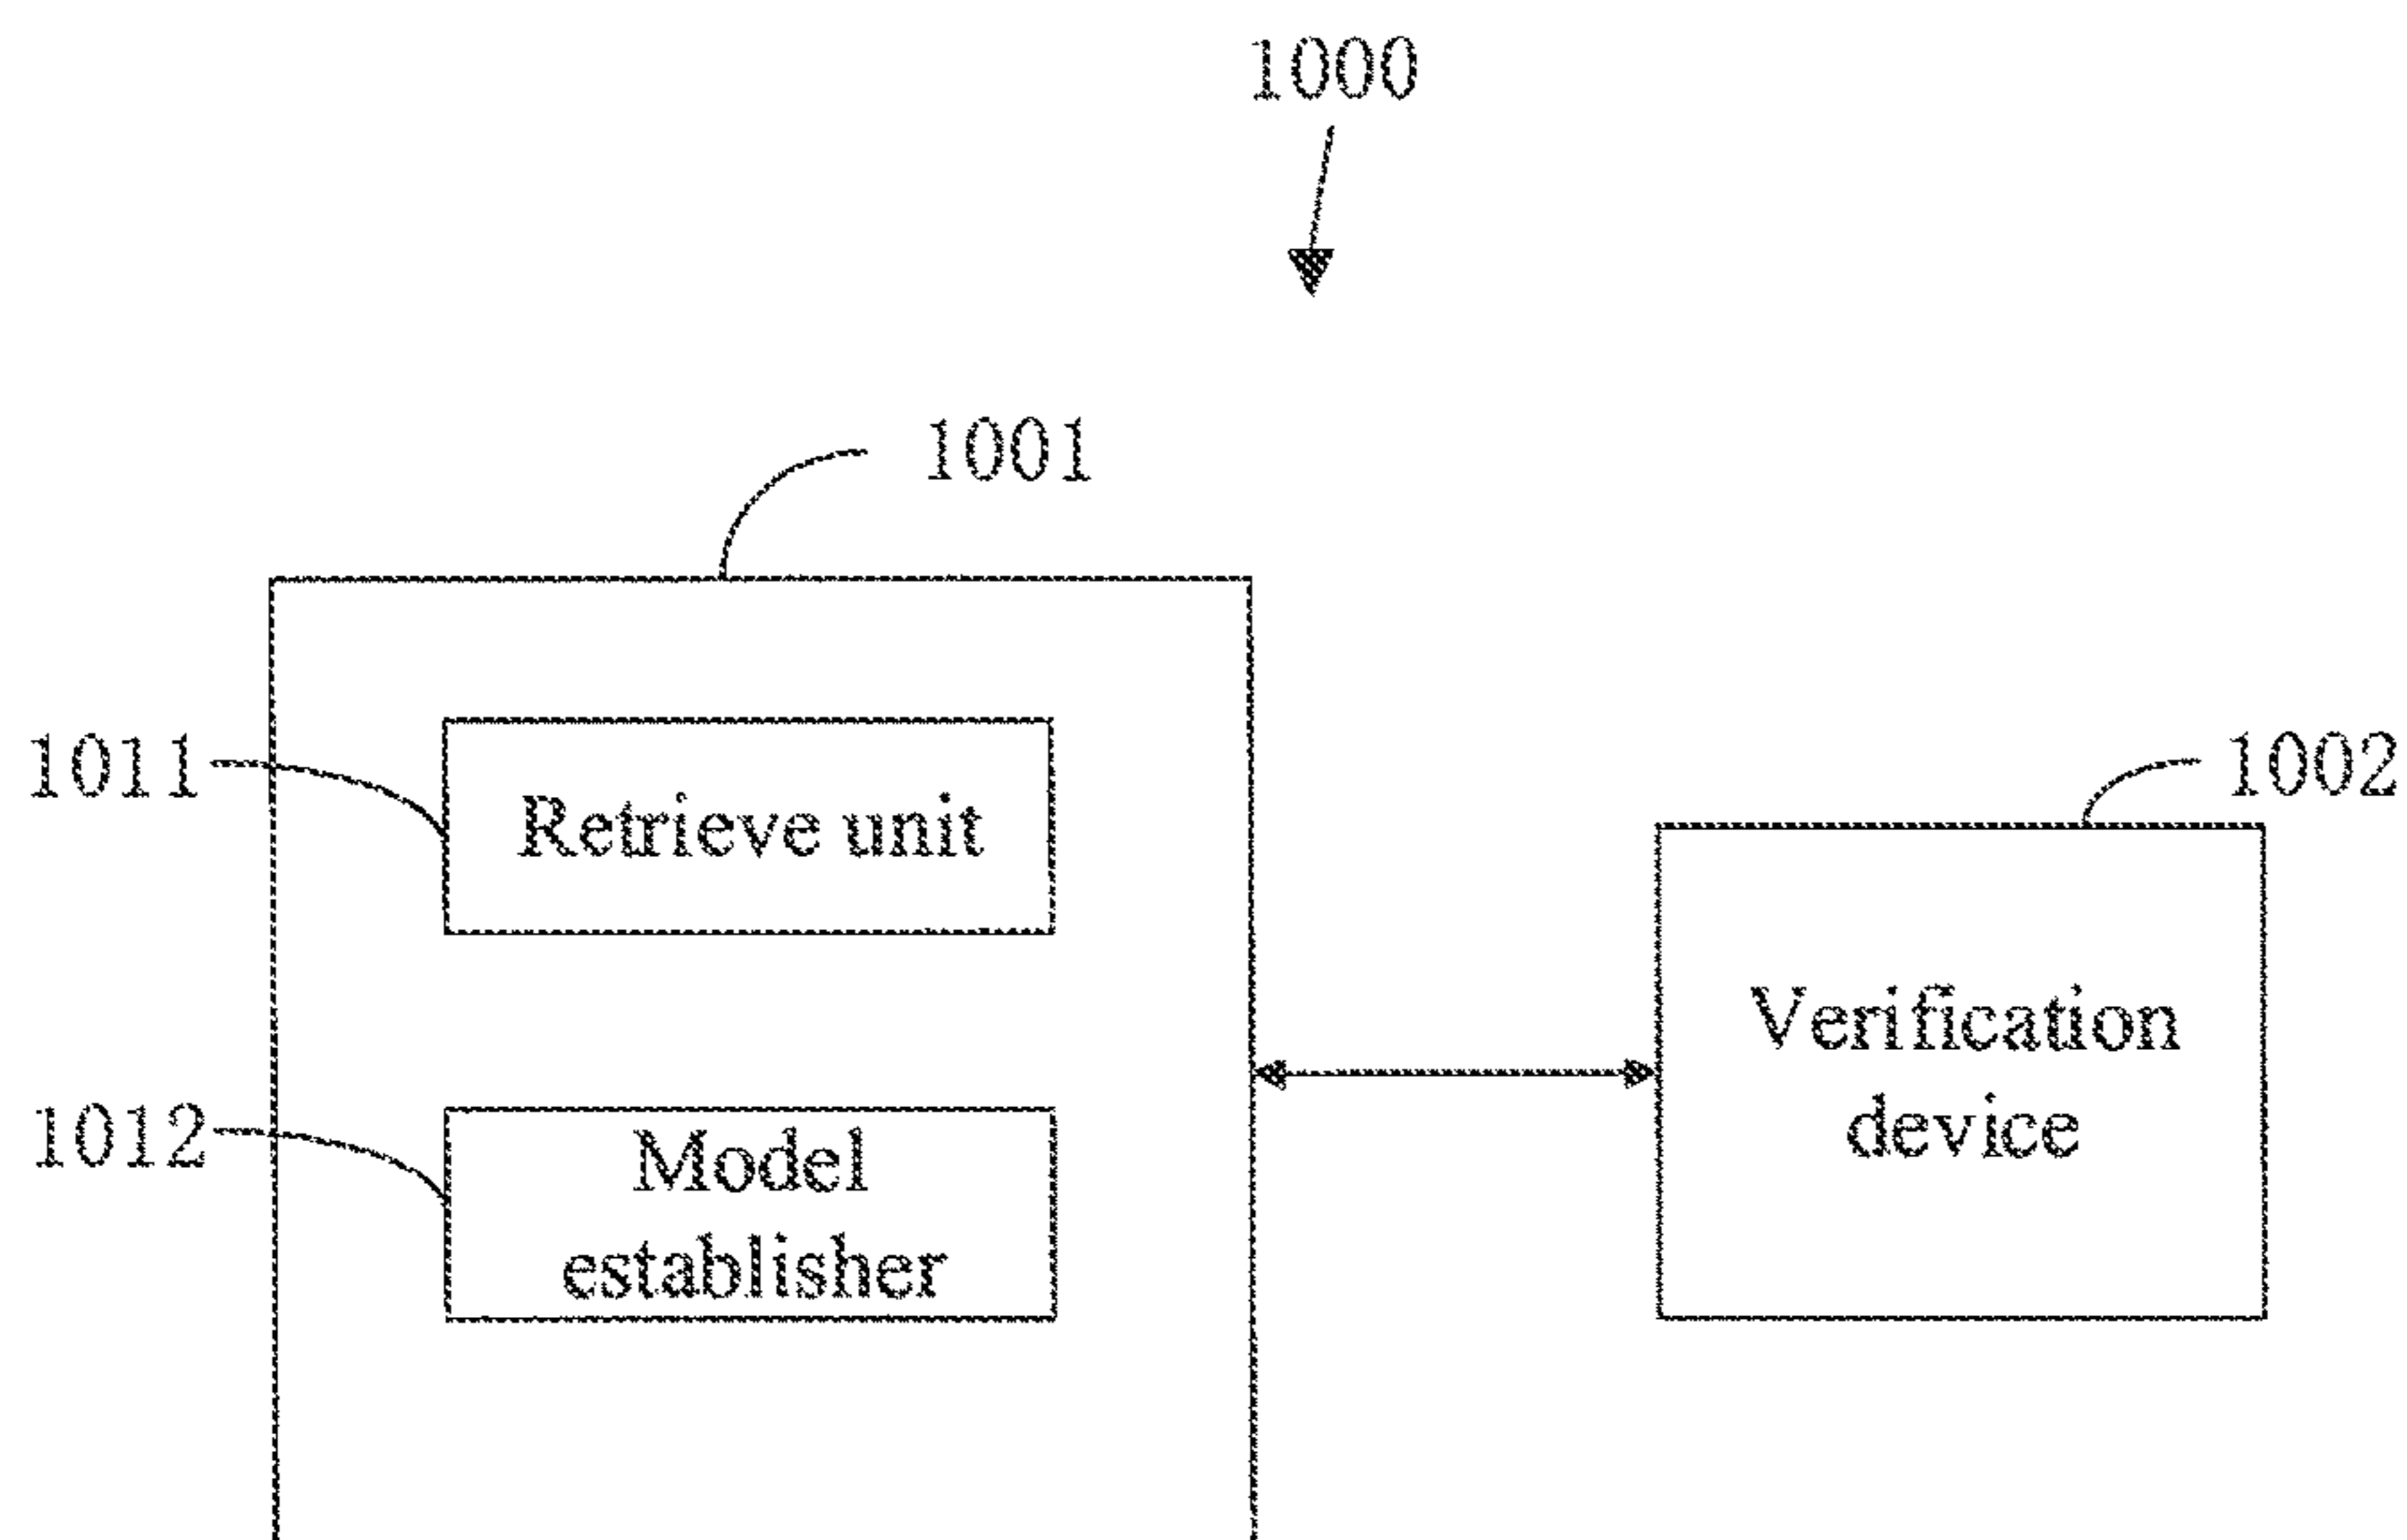 1000
1001
1011
Retrieve unit
1002
Verification
device
1012
Model
establisher